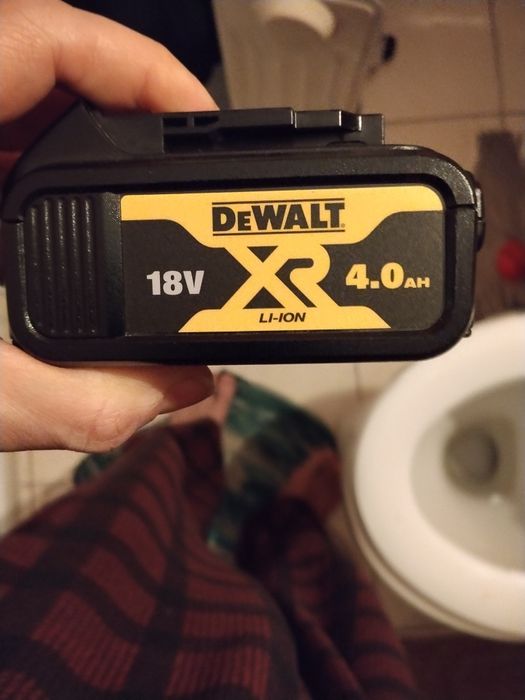 DEWALT
18V XR 4.0AH
LI-ION